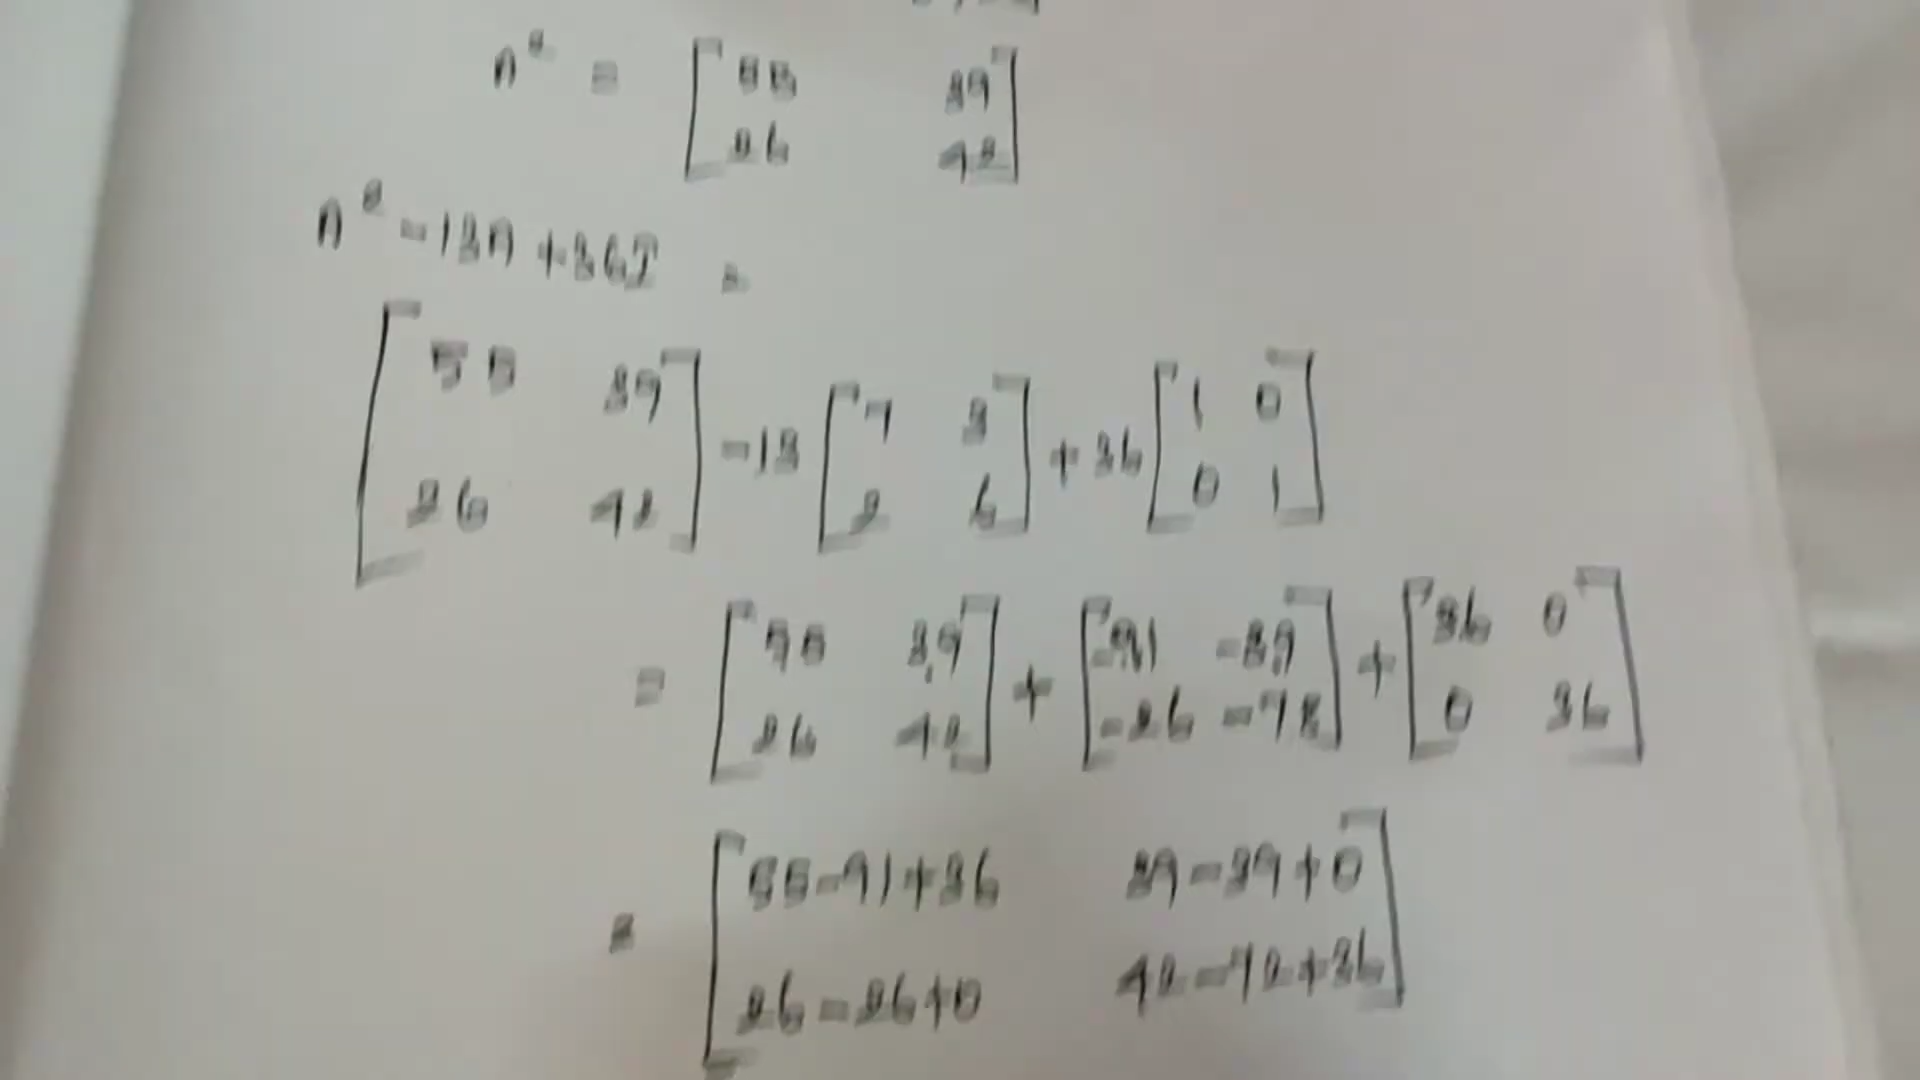 A² = [55 39
26 42]
A² - 13A + 36I =
[55 39
26 42] - 13 [7 3
2 6] + 36 [1 0
0 1]
= [55 39
26 42] + [-91 -39
-26 -78] + [36 0
0 36]
= [55-91+36 39-39+0
26-26+0 42-72+36]